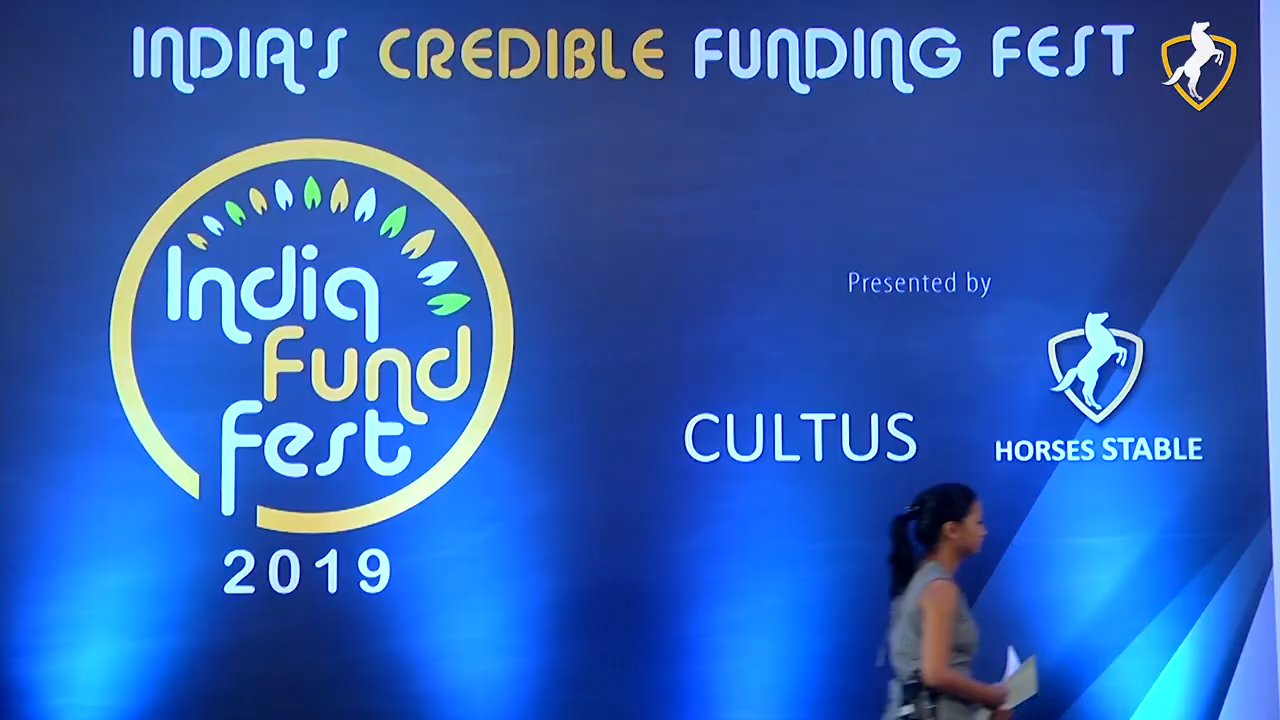 INDIA'S CREDIBLE FUNDING FEST
India
Fund
Fest
2019
Presented by
CULTUS
HORSES STABLE